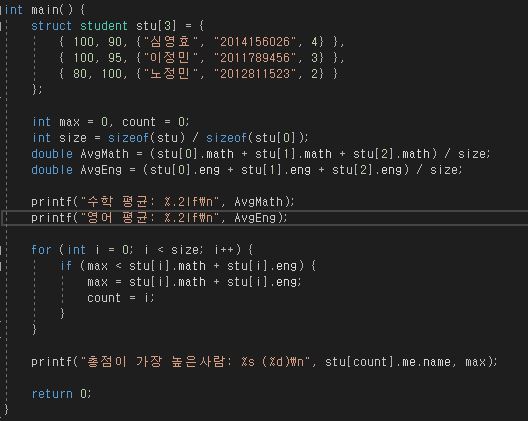 int main() {
struct student stu[3] = {
{ 100, 90, {"심영효", "2014156026", 4} },
{ 100, 95, {"이정민", "2011789456", 3} },
{ 80, 100, {"노정민", "2012811523", 2} }
};
int max = 0, count = 0;
int size = sizeof(stu) / sizeof(stu[0]);
double AvgMath = (stu[0].math + stu[1].math + stu[2].math) / size;
double AvgEng = (stu[0].eng + stu[1].eng + stu[2].eng) / size;
printf("수학 평균: %.2lf₩n", AvgMath);
printf("영어 평균: %.2lf₩n", AvgEng);
for (int i = 0; i < size; i++) {
if (max < stu[i].math + stu[i].eng) {
max = stu[i].math + stu[i].eng;
count = i;
}
}
printf("총점이 가장 높은사람: %s (%d)₩n", stu[count].me.name, max);
return 0;
}